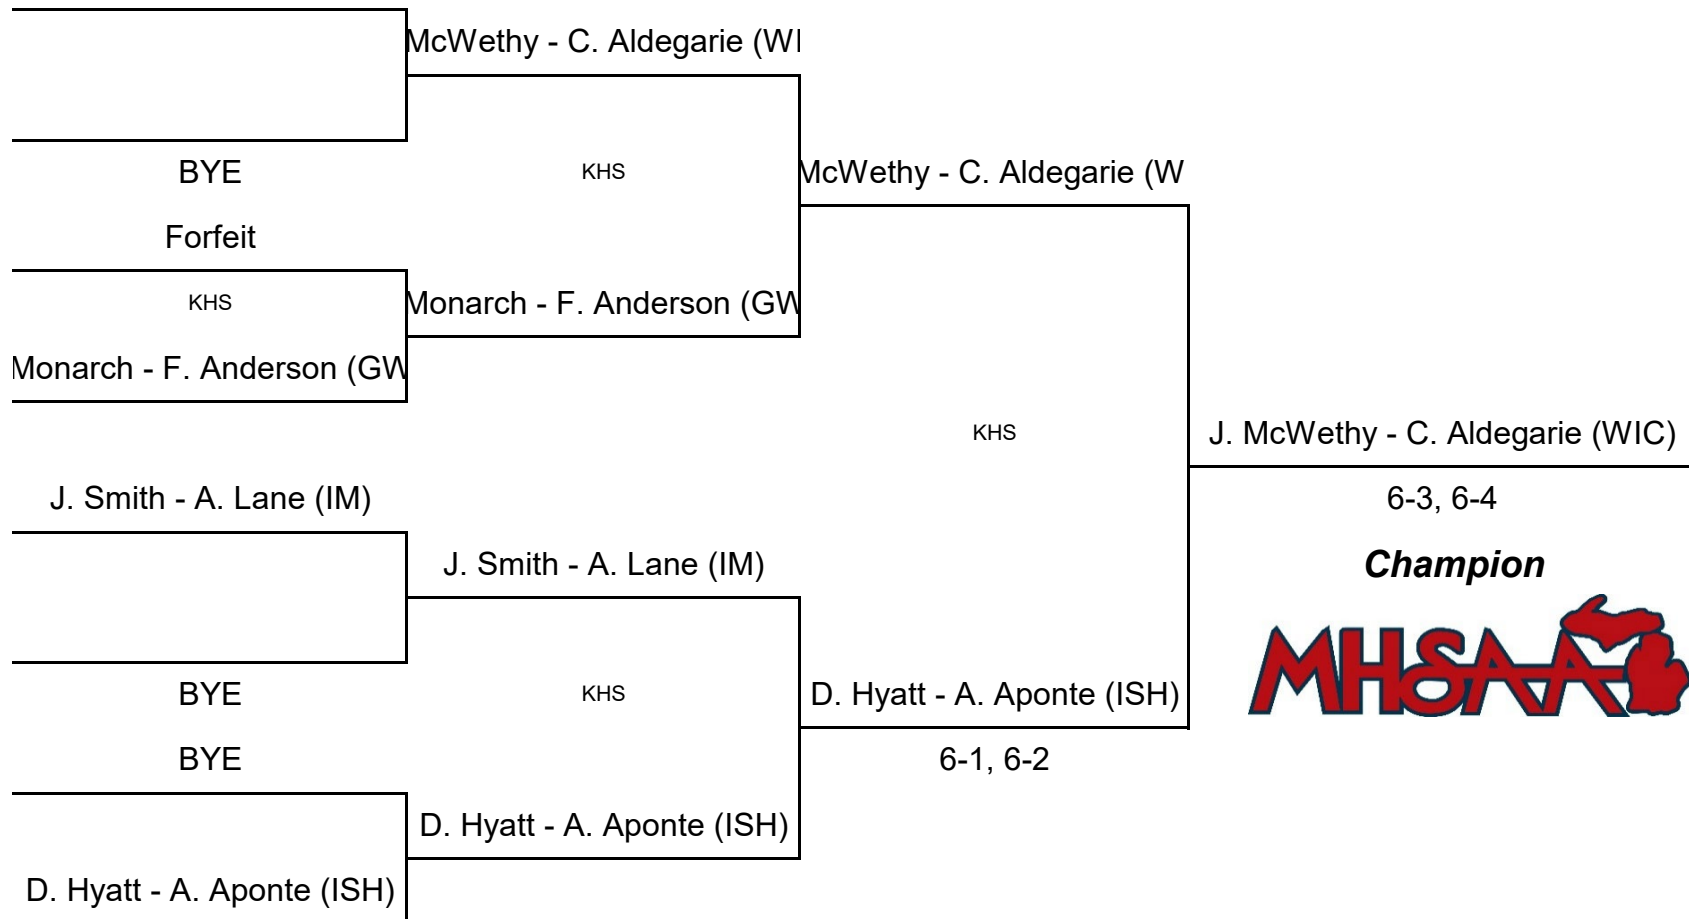 McWethy - C. Aldegarie (WI
BYE
KHS
McWethy - C. Aldegarie (W
Forfeit
KHS
Monarch - F. Anderson (GW
Monarch - F. Anderson (GW
KHS
J. McWethy - C. Aldegarie (WIC)
J. Smith - A. Lane (IM)
6-3, 6-4
J. Smith - A. Lane (IM)
Champion
MHSAA
BYE
KHS
D. Hyatt - A. Aponte (ISH)
BYE
6-1, 6-2
D. Hyatt - A. Aponte (ISH)
D. Hyatt - A. Aponte (ISH)